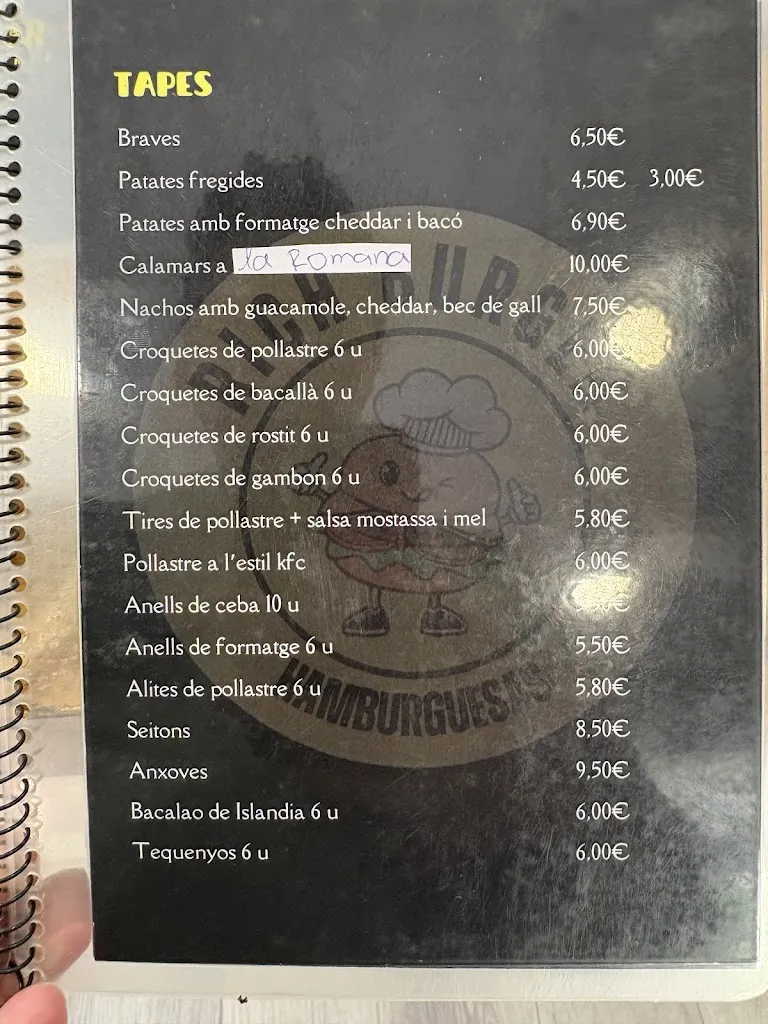 TAPES
Braves 6,50€
Patates fregides 4,50€ 3,00€
Patates amb formatge cheddar i bacó 6,90€
Calamars a la Romana 10,00€
Nachos amb guacamole, cheddar, bec de gall 7,50€
Croquetes de pollastre 6 u 6,00€
Croquetes de bacallà 6 u 6,00€
Croquetes de rostit 6 u 6,00€
Croquetes de gambon 6 u 6,00€
Tires de pollastre + salsa mostassa i mel 5,80€
Pollastre a l'estil kfc 6,00€
Anells de ceba 10 u
Anells de formatge 6 u 5,50€
Alites de pollastre 6 u 5,80€
Seitons 8,50€
Anxoves 9,50€
Bacalao de Islandia 6 u 6,00€
Tequenyos 6 u 6,00€
HAMBURGUESAS